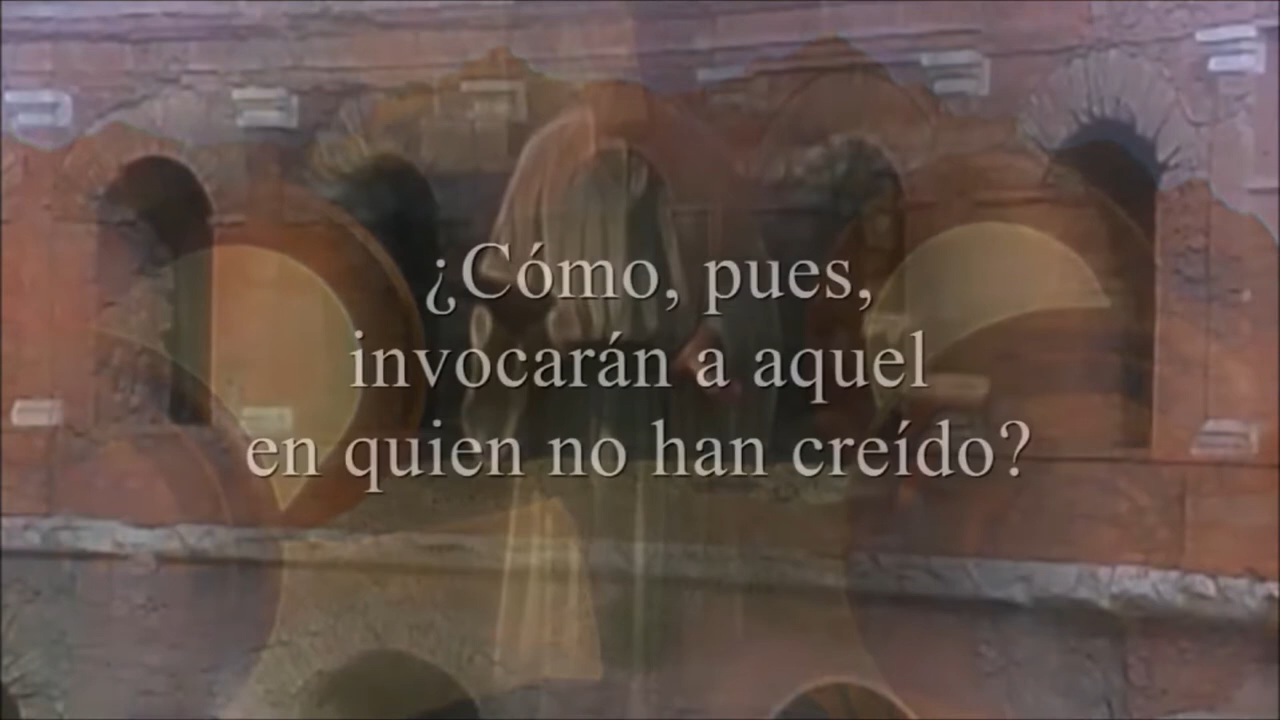 ¿Cómo, pues,
invocarán a aquel
en quien no han creído?